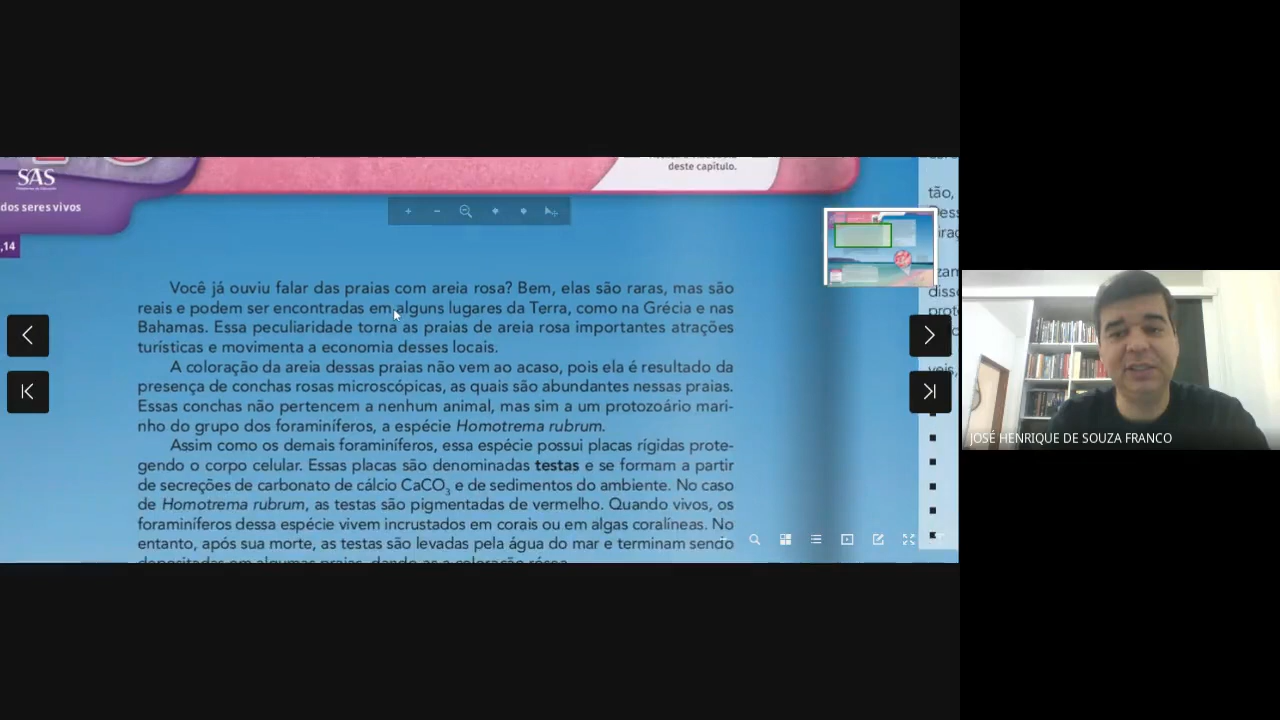 deste capítulo.
SAS
dos seres vivos
,14
Você já ouviu falar das praias com areia rosa? Bem, elas são raras, mas são
reais e podem ser encontradas em alguns lugares da Terra, como na Grécia e nas
Bahamas. Essa peculiaridade torna as praias de areia rosa importantes atrações
turísticas e movimenta a economia desses locais.
A coloração da areia dessas praias não vem ao acaso, pois ela é resultado da
presença de conchas rosas microscópicas, as quais são abundantes nessas praias.
Essas conchas não pertencem a nenhum animal, mas sim a um protozoário mari-
nho do grupo dos foraminíferos, a espécie Homotrema rubrum.
Assim como os demais foraminíferos, essa espécie possui placas rígidas prote-
gendo o corpo celular. Essas placas são denominadas testas e se formam a partir
de secreções de carbonato de cálcio CaCO₃ e de sedimentos do ambiente. No caso
de Homotrema rubrum, as testas são pigmentadas de vermelho. Quando vivos, os
foraminíferos dessa espécie vivem incrustados em corais ou em algas coralíneas. No
entanto, após sua morte, as testas são levadas pela água do mar e terminam sendo
depositadas em algumas praias, dando-as a coloração rósea.
tão,
JOSÉ HENRIQUE DE SOUZA FRANCO